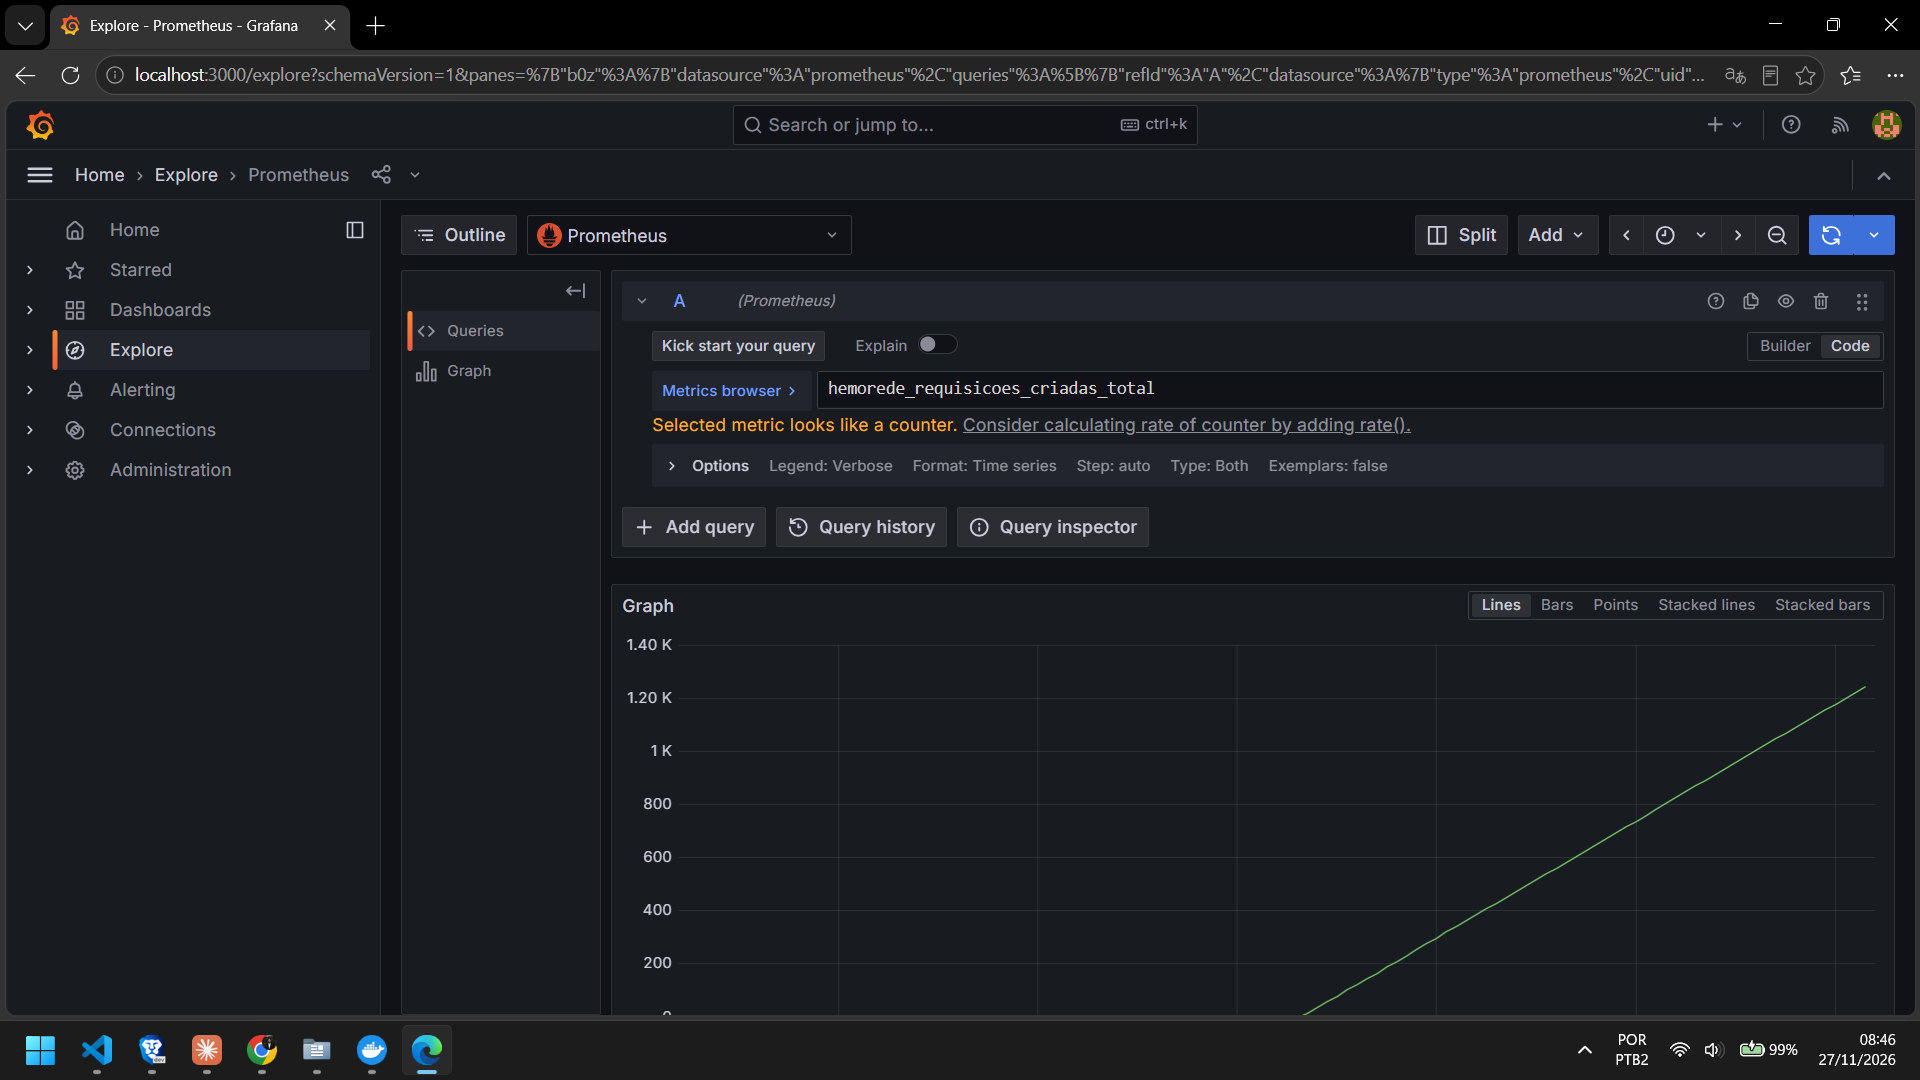 Explore - Prometheus - Grafana
localhost:3000/explore?schemaVersion=1&panes=%7B"b0z"%3A%7B"datasource"%3A"prometheus"%2C"queries"%3A%5B%7B"refId"%3A"A"%2C"datasource"%3A%7B"type"%3A"prometheus"%2C"uid"...
Search or jump to...
ctrl+k
Home › Explore › Prometheus
Home
Starred
Dashboards
Explore
Alerting
Connections
Administration
Outline
Prometheus
Split
Add
Queries
Graph
A
(Prometheus)
Kick start your query
Explain
Builder
Code
Metrics browser >
hemorede_requisicoes_criadas_total
Selected metric looks like a counter. Consider calculating rate of counter by adding rate().
Options
Legend: Verbose
Format: Time series
Step: auto
Type: Both
Exemplars: false
+ Add query
Query history
Query inspector
Graph
Lines
Bars
Points
Stacked lines
Stacked bars
1.40 K
1.20 K
1 K
800
600
400
200
0
dev
POR
PTB2
99%
08:46
27/11/2026